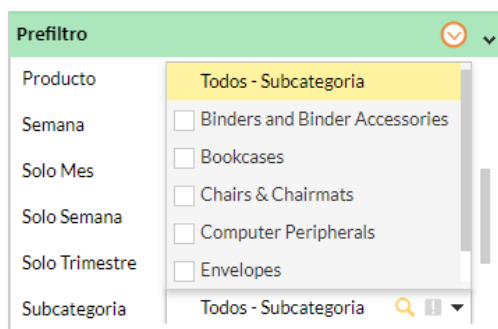 Prefiltro
Producto
Todos - Subcategoria
Semana
Binders and Binder Accessories
Solo Mes
Bookcases
Chairs & Chairmats
Solo Semana
Computer Peripherals
Solo Trimestre
Envelopes
Subcategoria
Todos - Subcategoria